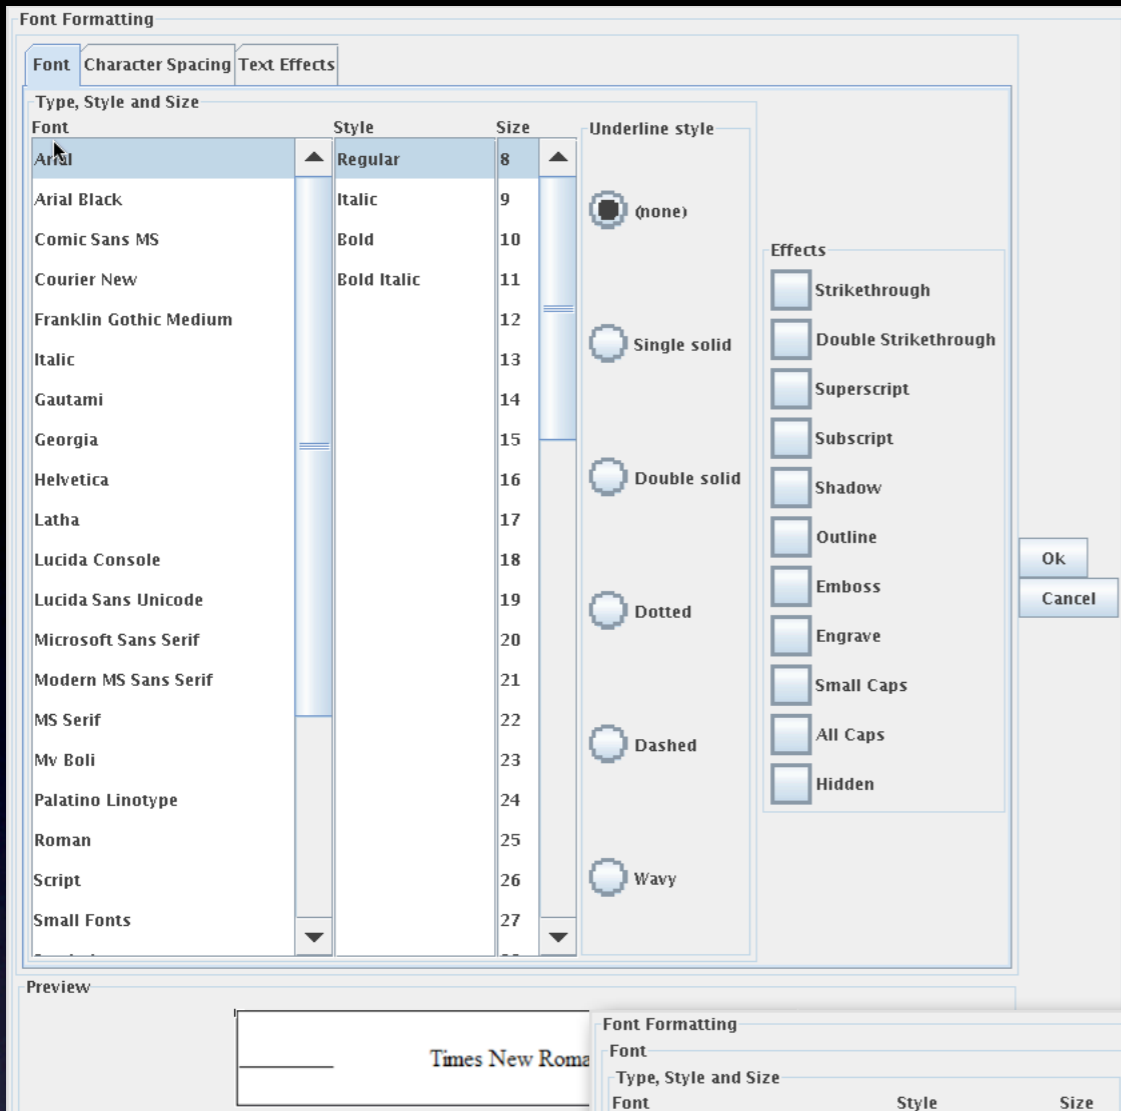 Font Formatting
Font Character Spacing Text Effects
Type, Style and Size
Font Style Size
Arial
Arial Black
Comic Sans MS
Courier New
Franklin Gothic Medium
Italic
Gautami
Georgia
Helvetica
Latha
Lucida Console
Lucida Sans Unicode
Microsoft Sans Serif
Modern MS Sans Serif
MS Serif
Mv Boli
Palatino Linotype
Roman
Script
Small Fonts
Regular
Italic
Bold
Bold Italic
8
9
10
11
12
13
14
15
16
17
18
19
20
21
22
23
24
25
26
27
Underline style
(none)
Single solid
Double solid
Dotted
Dashed
Wavy
Effects
Strikethrough
Double Strikethrough
Superscript
Subscript
Shadow
Outline
Emboss
Engrave
Small Caps
All Caps
Hidden
Ok
Cancel
Preview
Times New Roma
Font Formatting
Font
Type, Style and Size
Font Style Size